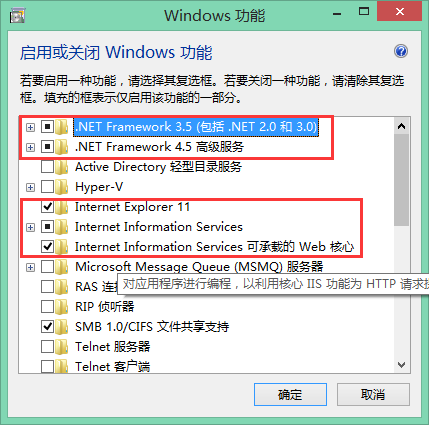 Windows 功能
启用或关闭 Windows 功能
若要启用一种功能，请选择其复选框。若要关闭一种功能，请清除其复选
框。填充的框表示仅启用该功能的一部分。
.NET Framework 3.5 (包括 .NET 2.0 和 3.0)
.NET Framework 4.5 高级服务
Active Directory 轻型目录服务
Hyper-V
Internet Explorer 11
Internet Information Services
Internet Information Services 可承载的 Web 核心
Microsoft Message Queue (MSMQ) 服务器
RAS 连
对应用程序进行编程，以利用核心 IIS 功能为 HTTP 请求
RIP 侦听器
SMB 1.0/CIFS 文件共享支持
Telnet 服务器
Telnet 客户端
确定
取消